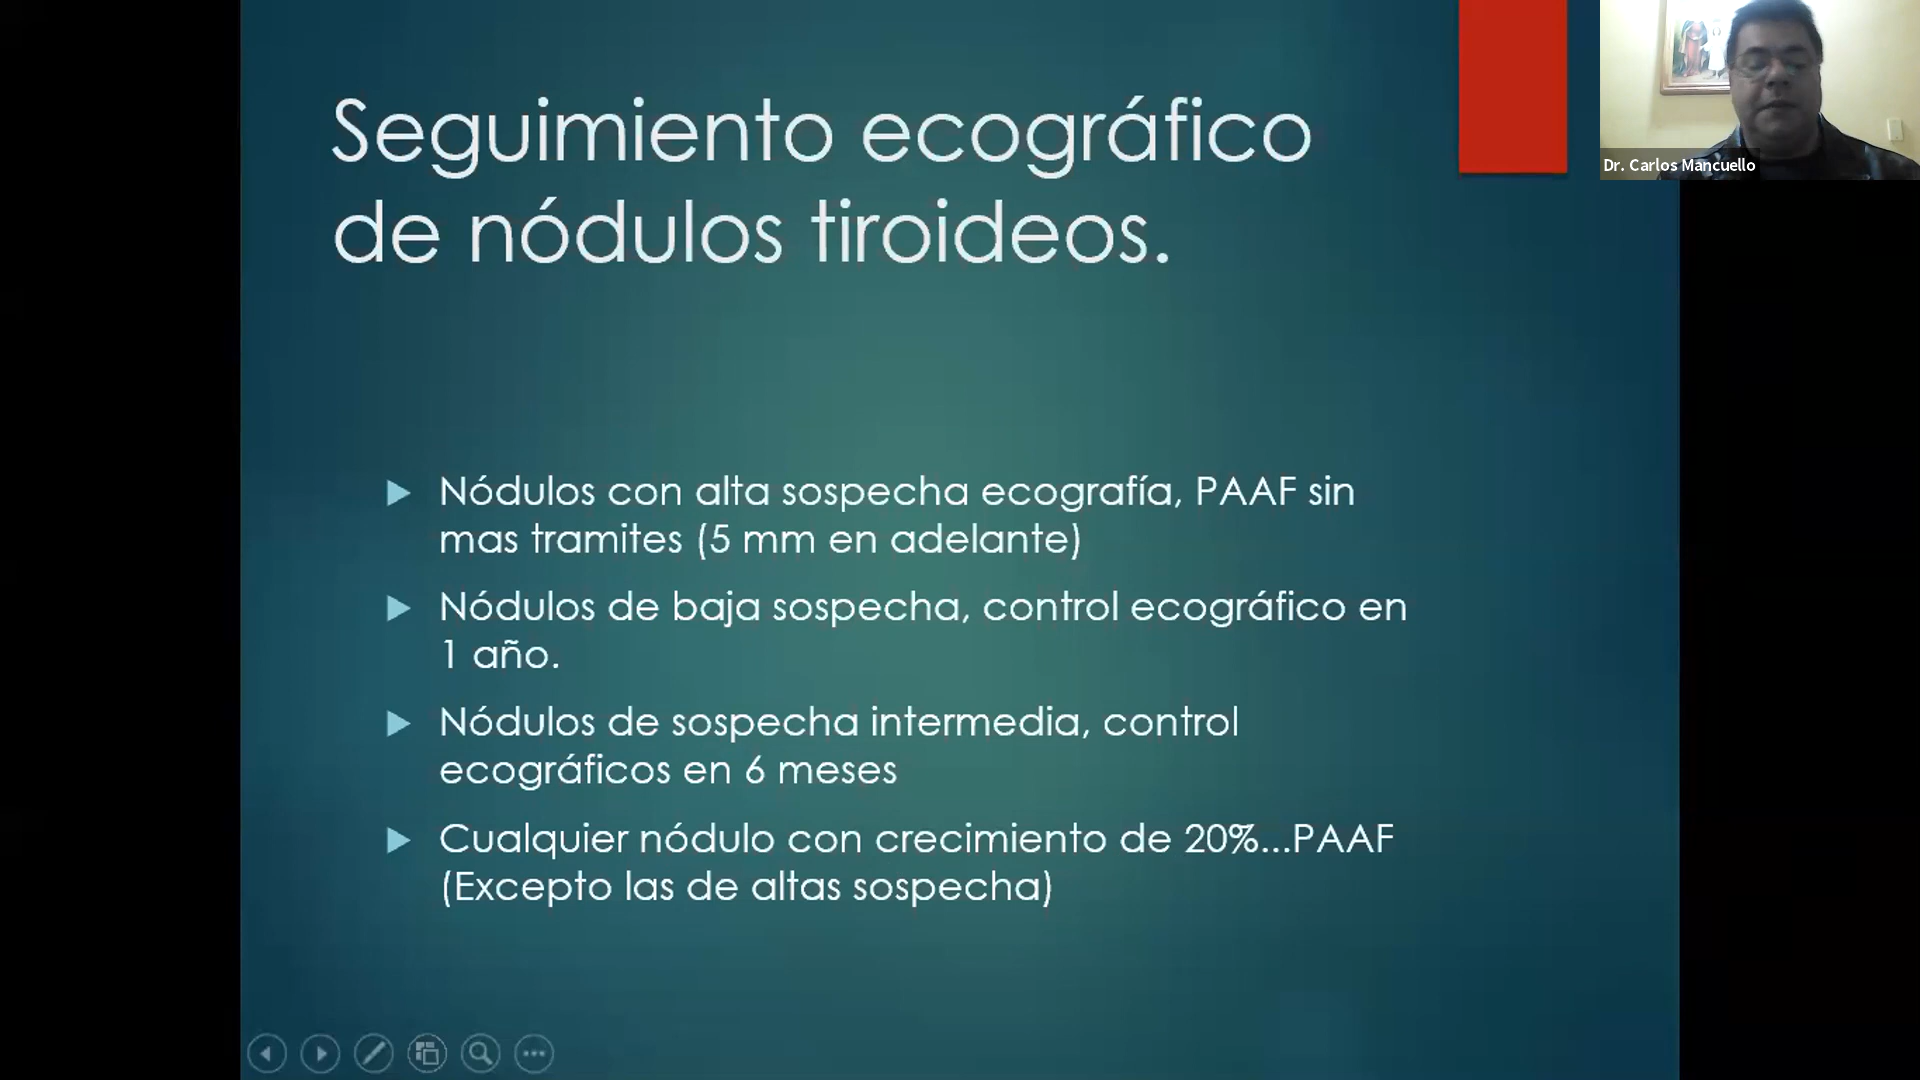 Seguimiento ecográfico
de nódulos tiroideos.
Dr. Carlos Mancuello
Nódulos con alta sospecha ecografía, PAAF sin
mas tramites (5 mm en adelante)
Nódulos de baja sospecha, control ecográfico en
1 año.
Nódulos de sospecha intermedia, control
ecográficos en 6 meses
Cualquier nódulo con crecimiento de 20%...PAAF
(Excepto las de altas sospecha)